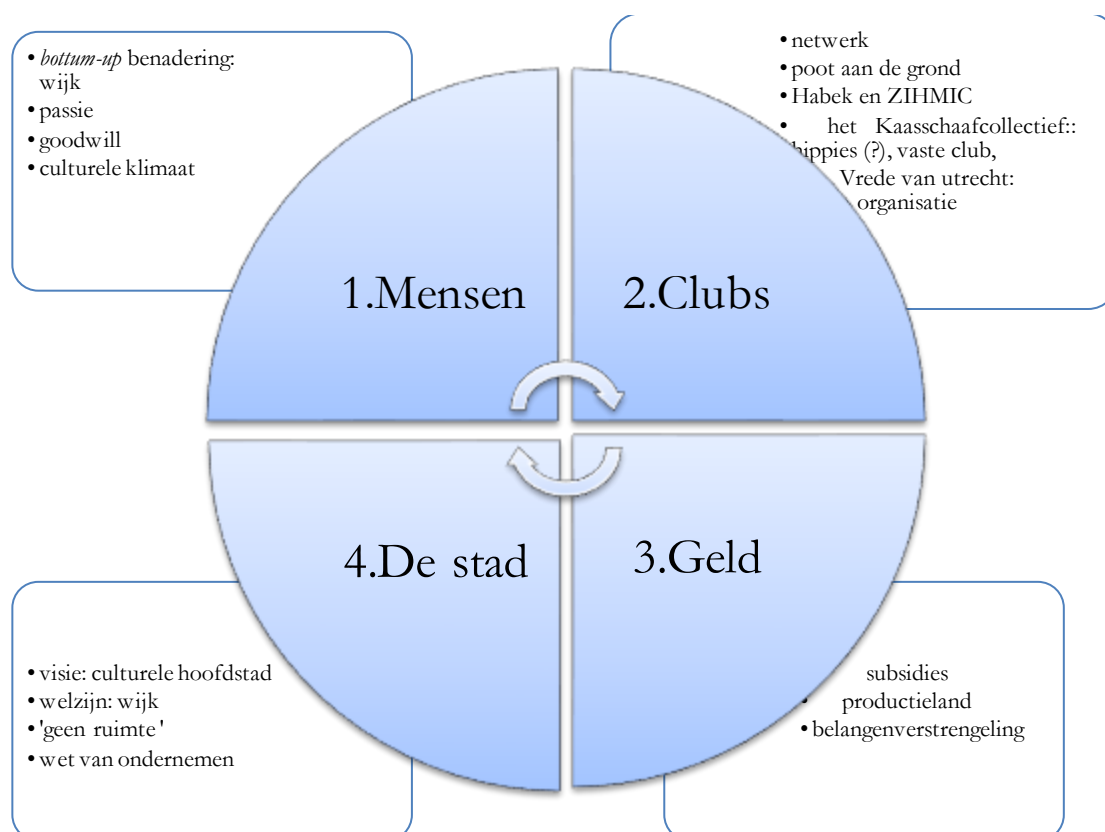 • bottum-up benadering:
wijk
• passie
• goodwill
• culturele klimaat
• netwerk
• poot aan de grond
• Habek en ZIHMIC
• het Kaasschaafcollectief::
hippies (?), vaste club,
Vrede van utrecht:
organisatie
1.Mensen
2.Clubs
4.De stad
3.Geld
• visie: culturele hoofdstad
• welzijn: wijk
• 'geen ruimte '
• wet van ondernemen
subsidies
• productieland
• belangenverstrengeling